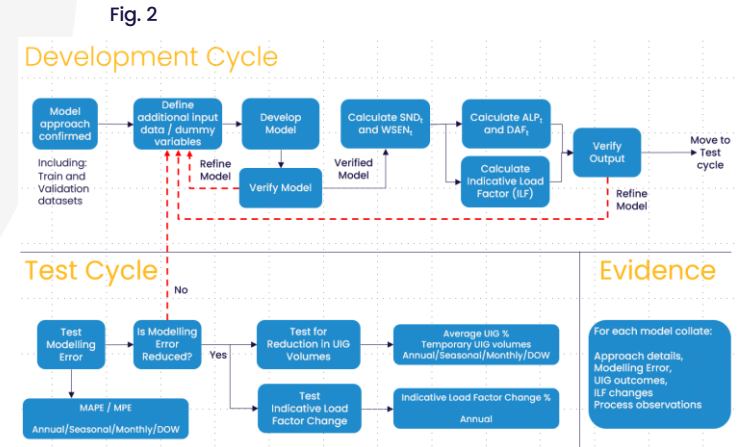 Fig. 2
Development Cycle
Model
approach
confirmed
Including:
Train and
Validation
datasets
Define
additional input
data / dummy
variables
Develop
Model
Refine
Model
Verify Model
Verified
Model
Calculate SNDt
and WSENt
Calculate ALPt
and DAFt
Calculate
Indicative Load
Factor (ILF)
Verify
Output
Move to
Test
cycle
Refine
Model
Test Cycle
No
Test
Modelling
Error
Is Modelling
Error
Reduced?
Yes
MAPE / MPE
Annual/Seasonal/Monthly/DOW
Test for
Reduction in UIG
Volumes
Average UIG %
Temporary UIG volumes
Annual/Seasonal/Monthly/DOW
Test
Indicative Load
Factor Change
Indicative Load Factor Change %
Annual
Evidence
For each model collate:
Approach details,
Modelling Error,
UIG outcomes,
ILF changes
Process observations